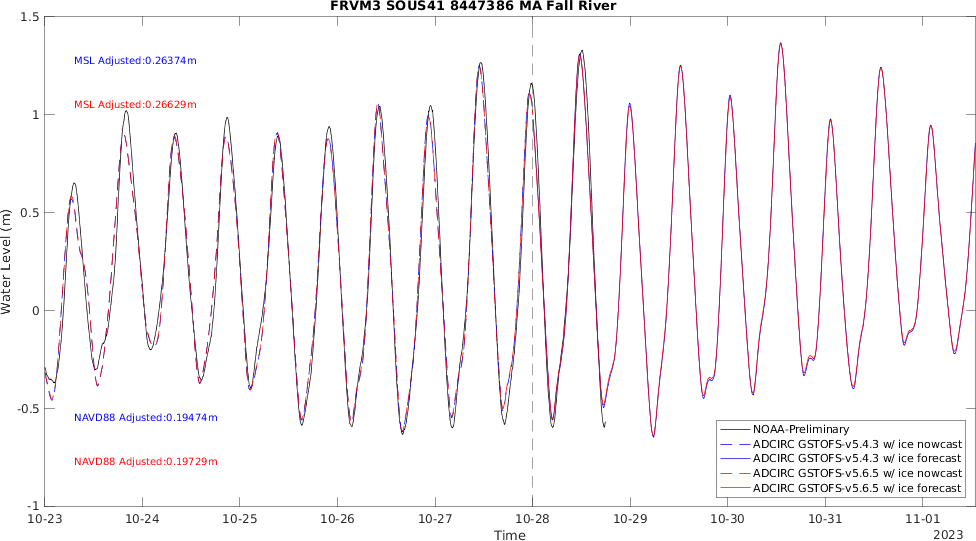 FRVM3 SOUS41 8447386 MA Fall River
1.5
MSL Adjusted:0.26374m
MSL Adjusted:0.26629m
1
0.5
Water Level (m)
0
-0.5
NAVD88 Adjusted:0.19474m
NAVD88 Adjusted:0.19729m
NOAA-Preliminary
ADCIRC GSTOFS-v5.4.3 w/ ice nowcast
ADCIRC GSTOFS-v5.4.3 w/ ice forecast
ADCIRC GSTOFS-v5.6.5 w/ ice nowcast
ADCIRC GSTOFS-v5.6.5 w/ ice forecast
-1
10-23 10-24 10-25 10-26 10-27 10-28 10-29 10-30 10-31 11-01
Time
2023